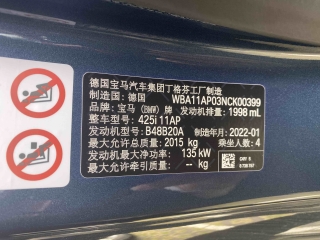 德国宝马汽车集团丁格芬工厂制造
制造国: 德国 WBA11AP03NCK00399
品牌: 宝马 (BMW) 发动机排量: 1998 mL
整车型号: 425i 11AP
发动机型号: B48B20A 制造年月: 2022-01
最大允许总质量: 2015 kg 乘坐人数: 4
发动机最大净功率: 135 kW
最大允许牵引质量: -- kg